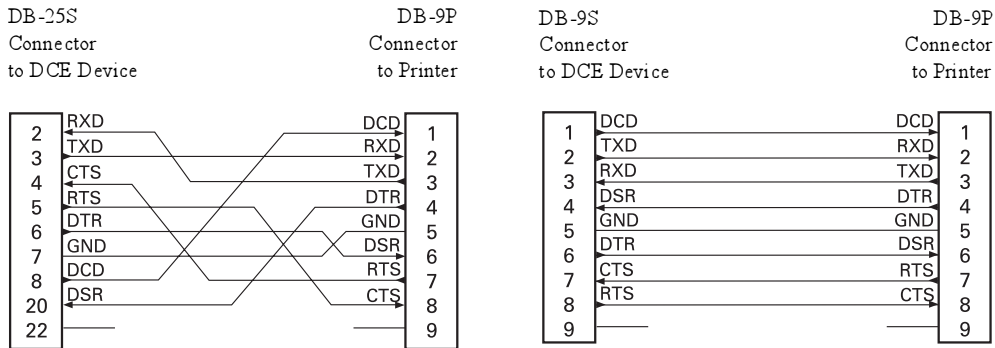 DB-25S
Connector
to DCE Device
DB-9P
Connector
to Printer
2 RXD DCD 1
3 TXD RXD 2
4 CTS TXD 3
5 RTS DTR 4
6 DTR GND 5
7 GND DSR 6
8 DCD RTS 7
20 DSR CTS 8
22 9
DB-9S
Connector
to DCE Device
DB-9P
Connector
to Printer
1 DCD DCD 1
2 TXD RXD 2
3 RXD TXD 3
4 DSR DTR 4
5 GND GND 5
6 DTR DSR 6
7 CTS RTS 7
8 RTS CTS 8
9 9